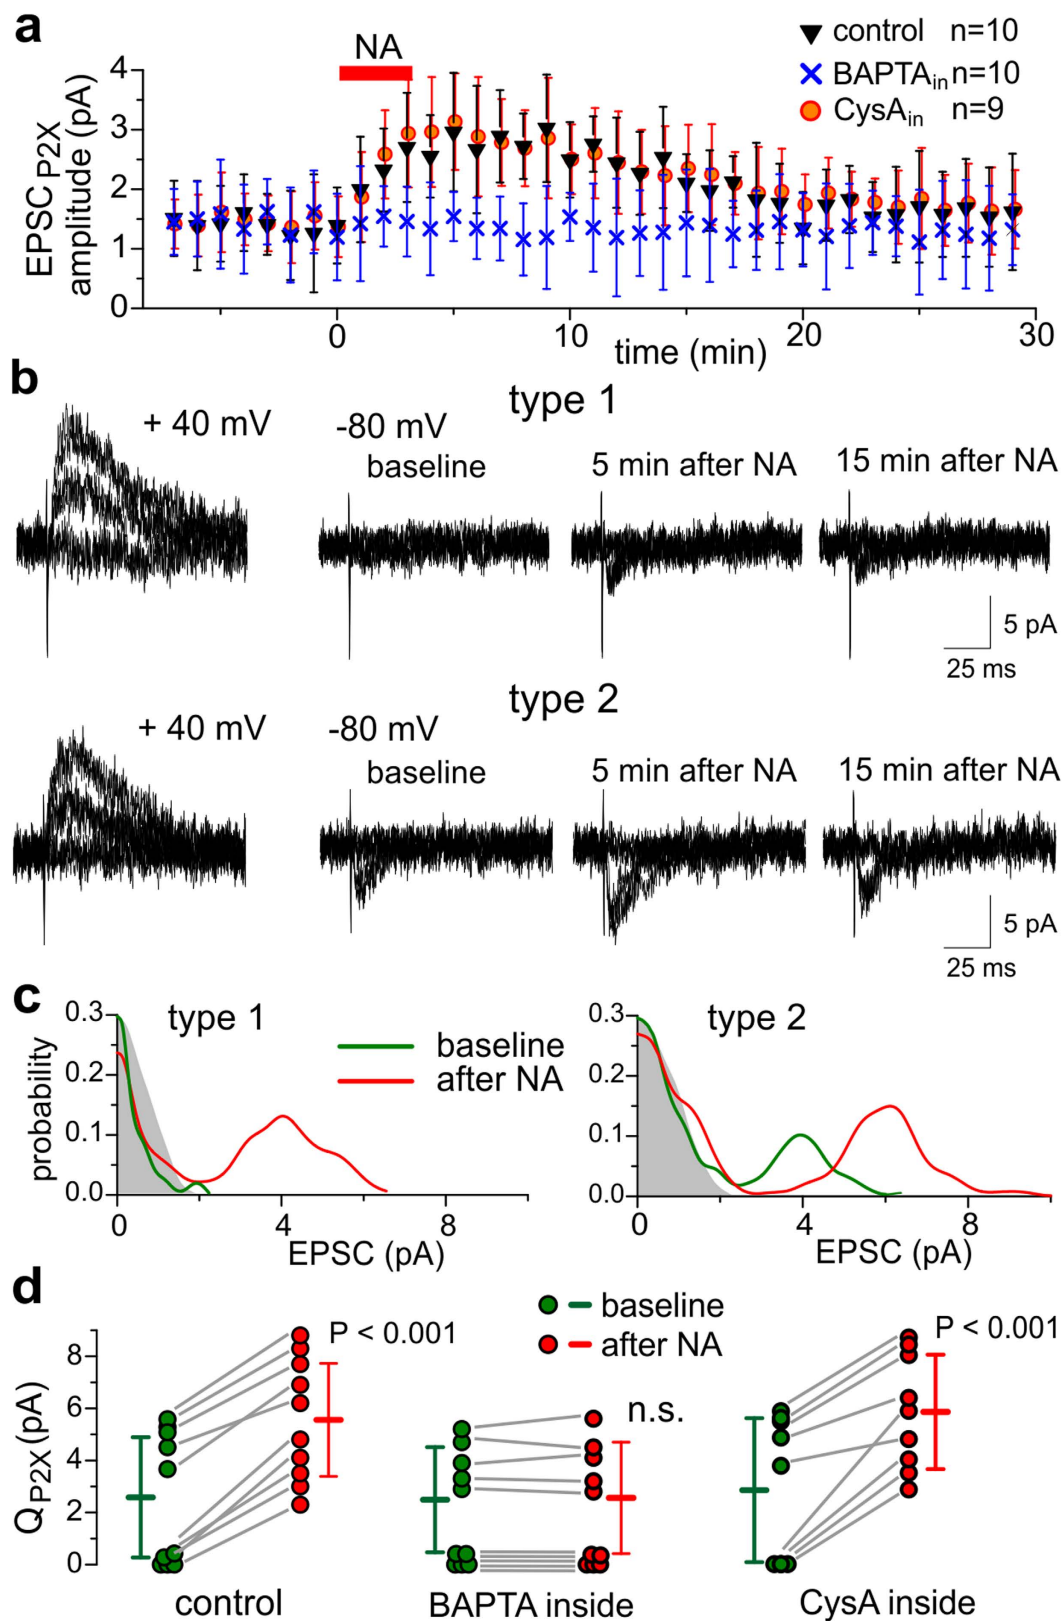 a
NA
control n=10
BAPTAin n=10
CysAin n=9
EPSCP2X
amplitude (pA)
4
3
2
1
0
0
10
20
30
time (min)
b
type 1
+ 40 mV
-80 mV
baseline
5 min after NA
15 min after NA
5 pA
25 ms
type 2
+ 40 mV
-80 mV
baseline
5 min after NA
15 min after NA
5 pA
25 ms
c
type 1
baseline
after NA
probability
0.3
0.2
0.1
0.0
0
4
8
EPSC (pA)
type 2
0.3
0.2
0.1
0.0
0
4
8
EPSC (pA)
d
baseline
after NA
QP2X (pA)
8
6
4
2
0
P < 0.001
n.s.
P < 0.001
control
BAPTA inside
CysA inside